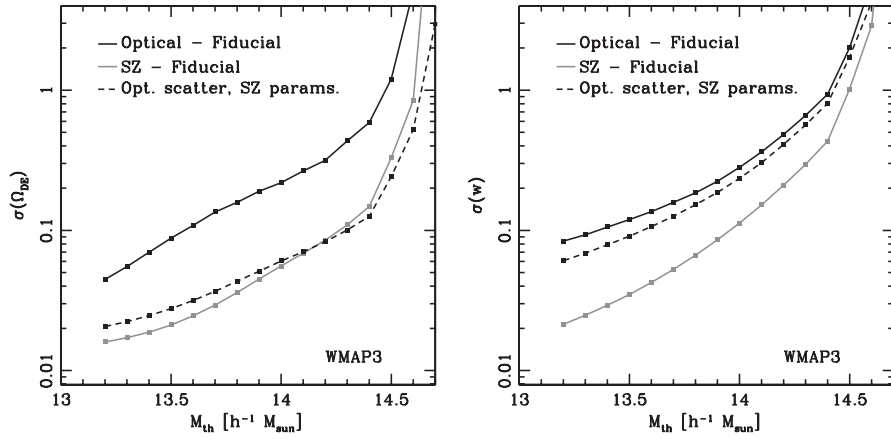 Optical – Fiducial
SZ – Fiducial
Opt. scatter, SZ params.
WMAP3
σ(Ω_DE)
1
0.1
0.01
13
13.5
14
14.5
M_th [h⁻¹ M_sun]
Optical – Fiducial
SZ – Fiducial
Opt. scatter, SZ params.
WMAP3
σ(w)
1
0.1
0.01
13
13.5
14
14.5
M_th [h⁻¹ M_sun]